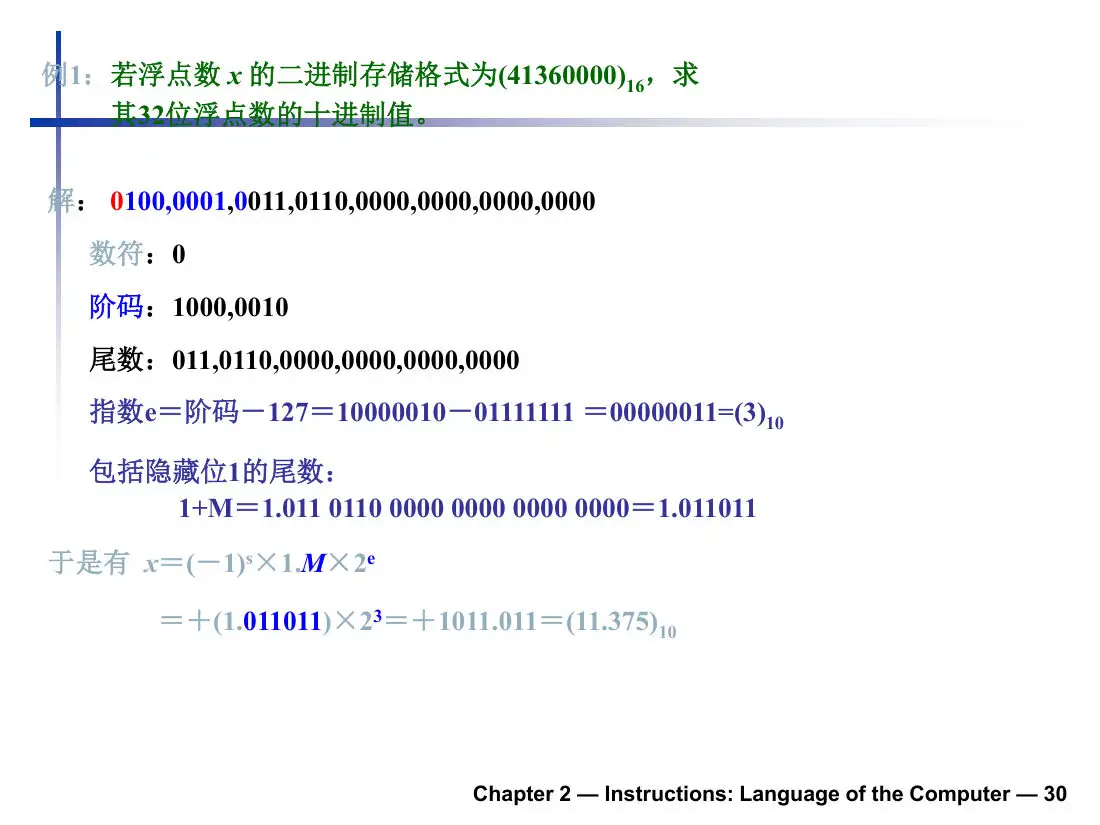 例1：若浮点数 x 的二进制存储格式为(41360000)₁₆，求
其32位浮点数的十进制值。
解： 0100,0001,0011,0110,0000,0000,0000,0000
数符：0
阶码：1000,0010
尾数：011,0110,0000,0000,0000,0000
指数e＝阶码－127＝10000010－01111111 ＝00000011=(3)₁₀
包括隐藏位1的尾数：
1+M＝1.011 0110 0000 0000 0000 0000＝1.011011
于是有 x＝(－1)ˢ×1.M×2ᵉ
＝＋(1.011011)×2³＝＋1011.011＝(11.375)₁₀
Chapter 2 — Instructions: Language of the Computer — 30